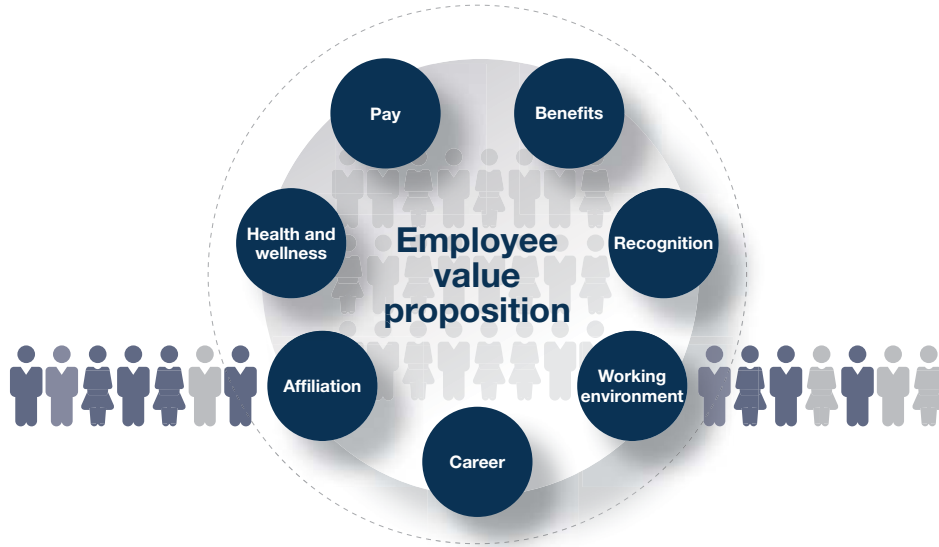 Pay
Benefits
Health and
wellness
Recognition
Employee
value
proposition
Affiliation
Working
environment
Career